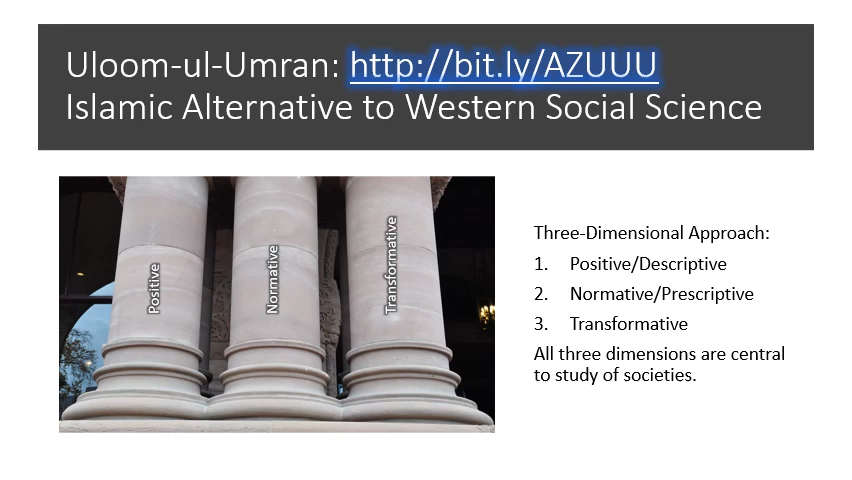 Uloom-ul-Umran: http://bit.ly/AZUUU
Islamic Alternative to Western Social Science
Positive
Normative
Transformative
Three-Dimensional Approach:
1. Positive/Descriptive
2. Normative/Prescriptive
3. Transformative
All three dimensions are central
to study of societies.